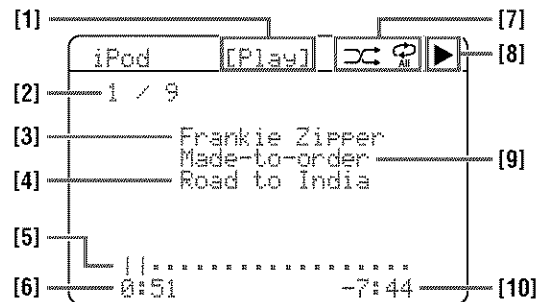 [1] [7]
iPod [Play] All [8]
[2] 1 / 9
[3] Frankie Zipper
Made-to-order [9]
[4] Road to India
[5]
[6] 0:51 -7:44 [10]